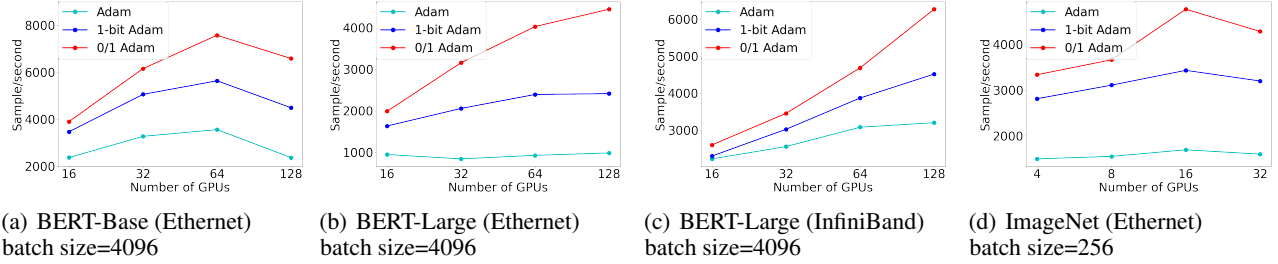 Sample/second
8000
6000
4000
2000
Adam
1-bit Adam
0/1 Adam
16 32 64 128
Number of GPUs
(a) BERT-Base (Ethernet)
batch size=4096
Sample/second
4000
3000
2000
1000
Adam
1-bit Adam
0/1 Adam
16 32 64 128
Number of GPUs
(b) BERT-Large (Ethernet)
batch size=4096
Sample/second
6000
5000
4000
3000
Adam
1-bit Adam
0/1 Adam
16 32 64 128
Number of GPUs
(c) BERT-Large (InfiniBand)
batch size=4096
Sample/second
4000
3000
2000
Adam
1-bit Adam
0/1 Adam
4 8 16 32
Number of GPUs
(d) ImageNet (Ethernet)
batch size=256